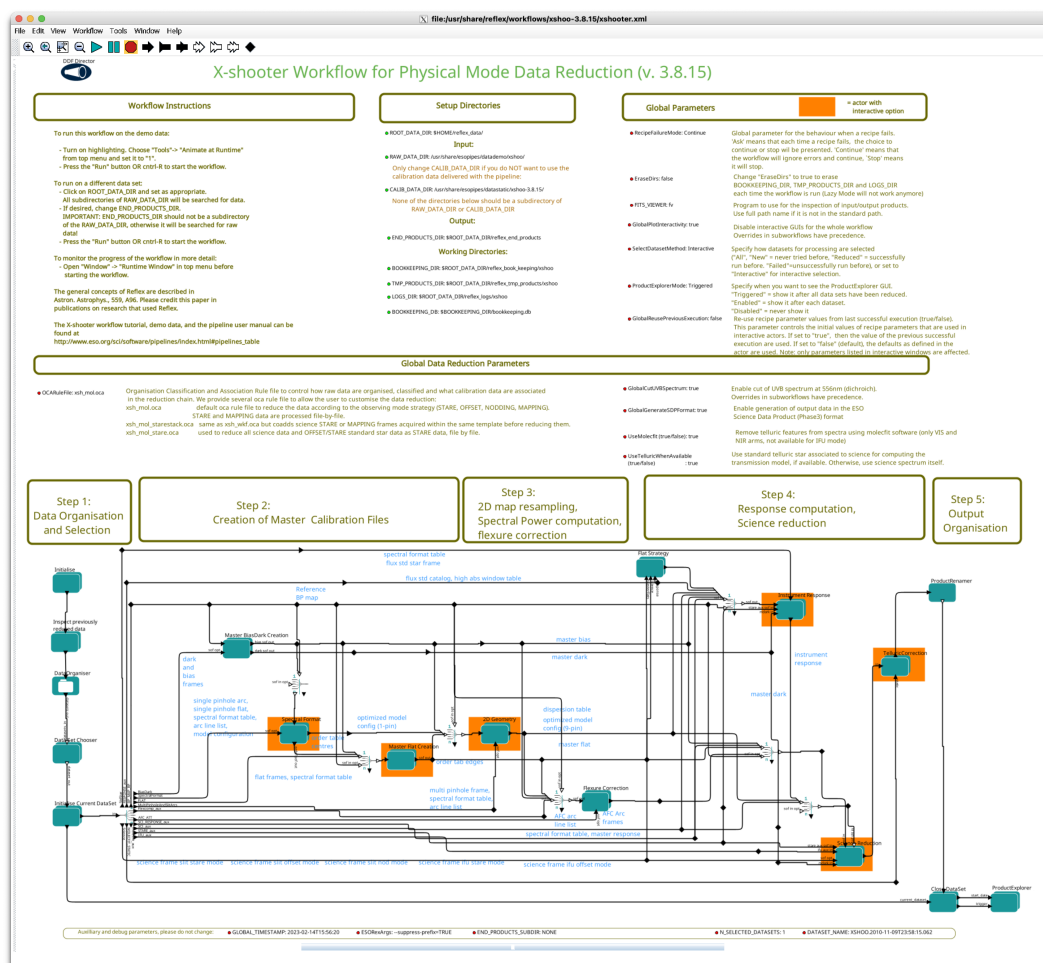 file:/usr/share/reflex/workflows/xshoo-3.8.15/xshooter.xml
File Edit View Workflow Tools Window Help
DDF Director
X-shooter Workflow for Physical Mode Data Reduction (v. 3.8.15)
Workflow Instructions
To run this workflow on the demo data:
- Turn on highlighting. Choose "Tools"-> "Animate at Runtime"
from top menu and set it to "1".
- Press the "Run" button OR cntrl-R to start the workflow.
To run on a different data set:
- Click on ROOT_DATA_DIR and set as appropriate.
All subdirectories of RAW_DATA_DIR will be searched for data.
- If desired, change END_PRODUCTS_DIR.
IMPORTANT: END_PRODUCTS_DIR should not be a subdirectory
of the RAW_DATA_DIR, otherwise it will be searched for raw
data!
- Press the "Run" button OR cntrl-R to start the workflow.
To monitor the progress of the workflow in more detail:
- Open "Window" -> "Runtime Window" in top menu before
starting the workflow.
The general concepts of Reflex are described in
Astron. Astrophys., 559, A96. Please credit this paper in
publications on research that used Reflex.
The X-shooter workflow tutorial, demo data, and the pipeline user manual can be
found at
http://www.eso.org/sci/software/pipelines/index.html#pipelines_table
Setup Directories
ROOT_DATA_DIR: $HOME/reflex_data/
Input:
RAW_DATA_DIR: /usr/share/esopipes/datademo/xshoo/
Only change CALIB_DATA_DIR if you do NOT want to use the
calibration data delivered with the pipeline:
CALIB_DATA_DIR: /usr/share/esopipes/datastatic/xshoo-3.8.15/
None of the directories below should be a subdirectory of
RAW_DATA_DIR or CALIB_DATA_DIR
Output:
END_PRODUCTS_DIR: $ROOT_DATA_DIR/reflex_end_products
Working Directories:
BOOKKEEPING_DIR: $ROOT_DATA_DIR/reflex_book_keeping/xshoo
TMP_PRODUCTS_DIR: $ROOT_DATA_DIR/reflex_tmp_products/xshoo
LOGS_DIR: $ROOT_DATA_DIR/reflex_logs/xshoo
BOOKKEEPING_DB: $BOOKKEEPING_DIR/bookkeeping.db
Global Parameters
= actor with
interactive option
RecipeFailureMode: Continue
Global parameter for the behaviour when a recipe fails.
'Ask' means that each time a recipe fails, the choice to
continue or stop wil be presented. 'Continue' means that
the workflow will ignore errors and continue, 'Stop' means
it will stop.
EraseDirs: false
Change "EraseDirs" to true to erase
BOOKKEEPING_DIR, TMP_PRODUCTS and LOGS_DIR
each time the workflow is run (Lazy Mode will not work anymore)
FITS_VIEWER: fv
Program to use for the inspection of input/output products.
Use full path name if it is not in the standard path.
GlobalPlotInteractivity: true
Disable interactive GUIs for the whole workflow
Overrides in subworkflows have precedence.
SelectDatasetMethod: Interactive
Specify how datasets for processing are selected
("All", "New" = never tried before, "Reduced" = successfully
run before. "Failed"=unsuccessfully run before), or set to
"Interactive" for interactive selection.
ProductExplorerMode: Triggered
Specify when you want to see the ProductExplorer GUI.
"Triggered" = show it after all data sets have been reduced.
"Enabled" = show it after each dataset.
"Disabled" = never show it
GlobalReusePreviousExecution: false
Re-use recipe parameter values from last successful execution (true/false).
This parameter controls the initial values of recipe parameters that are used in
interactive actors. If set to "true", then the value of the previous successful
execution are used. If set to "false" (default), the defaults as defined in the
actor are used. Note: only parameters listed in interactive windows are affected.
Global Data Reduction Parameters
OCARuleFile: xsh_mol.oca
Organisation Classification and Association Rule file to control how raw data are organised, classified and what calibration data are associated
in the reduction chain. We provide several oca rule file to allow the user to customise the data reduction:
xsh_mol.oca default oca rule file to reduce the data according to the observing mode strategy (STARE, OFFSET, NODDING, MAPPING).
STARE and MAPPING data are processed file-by-file.
xsh_mol_starestack.oca same as xsh_wkf.oca but coadds science STARE or MAPPING frames acquired within the same template before reducing them.
xsh_mol_stare.oca used to reduce all science data and OFFSET/STARE standard star data as STARE data, file by file.
GlobalCutUVBSpectrum: true
Enable cut of UVB spectrum at 556nm (dichroich).
Overrides in subworkflows have precedence.
GlobalGenerateSDPFormat: true
Enable generation of output data in the ESO
Science Data Product (Phase3) format
UseMolecfit (true/false): true
Remove telluric features from spectra using molecfit software (only VIS and
NIR arms, not available for IFU mode)
UseTelluricWhenAvailable
(true/false) : true
Use standard telluric star associated to science for computing the
transmission model, if available. Otherwise, use science spectrum itself.
Step 1:
Data Organisation
and Selection
Step 2:
Creation of Master Calibration Files
Step 3:
2D map resampling,
Spectral Power computation,
flexure correction
Step 4:
Response computation,
Science reduction
Step 5:
Output
Organisation
spectral format table
flux std star frame
Flat Strategy
Initialise
flux std catalog, high abs window table
Reference
BP map
ProductRenamer
Instrument Response
Inspect previously
reduced data
Master BiasDark Creation
master bias
master dark
dark
and
bias
frames
instrument
response
TelluricCorrection
Data Organiser
master dark
single pinhole arc,
single pinhole flat,
spectral format table,
arc line list,
model configuration
Spectral Format
order table
centres
optimized model
config (1-pin)
2D Geometry
dispersion table
optimized model
config(9-pin)
master flat
Data Set Chooser
Master Flat Creation
order tab edges
flat frames, spectral format table
multi pinhole frame,
spectral format table,
arc line list
Flexure Correction
Initialise Current DataSet
AFC arc
line list
AFC Arc
frames
spectral format table, master response
Science Reduction
science frame slit stare mode science frame slit offset mode science frame slit nod mode science frame ifu stare mode science frame ifu offset mode
Close DataSet
ProductExplorer
Auxiliary and debug parameters, please do not change: GLOBAL_TIMESTAMP: 2023-02-14T15:56:20 ESORexArgs: --suppress-prefix=TRUE END_PRODUCTS_SUBDIR: NONE N_SELECTED_DATASETS: 1 DATASET_NAME: XSHOO.2010-11-09T23:58:15.062